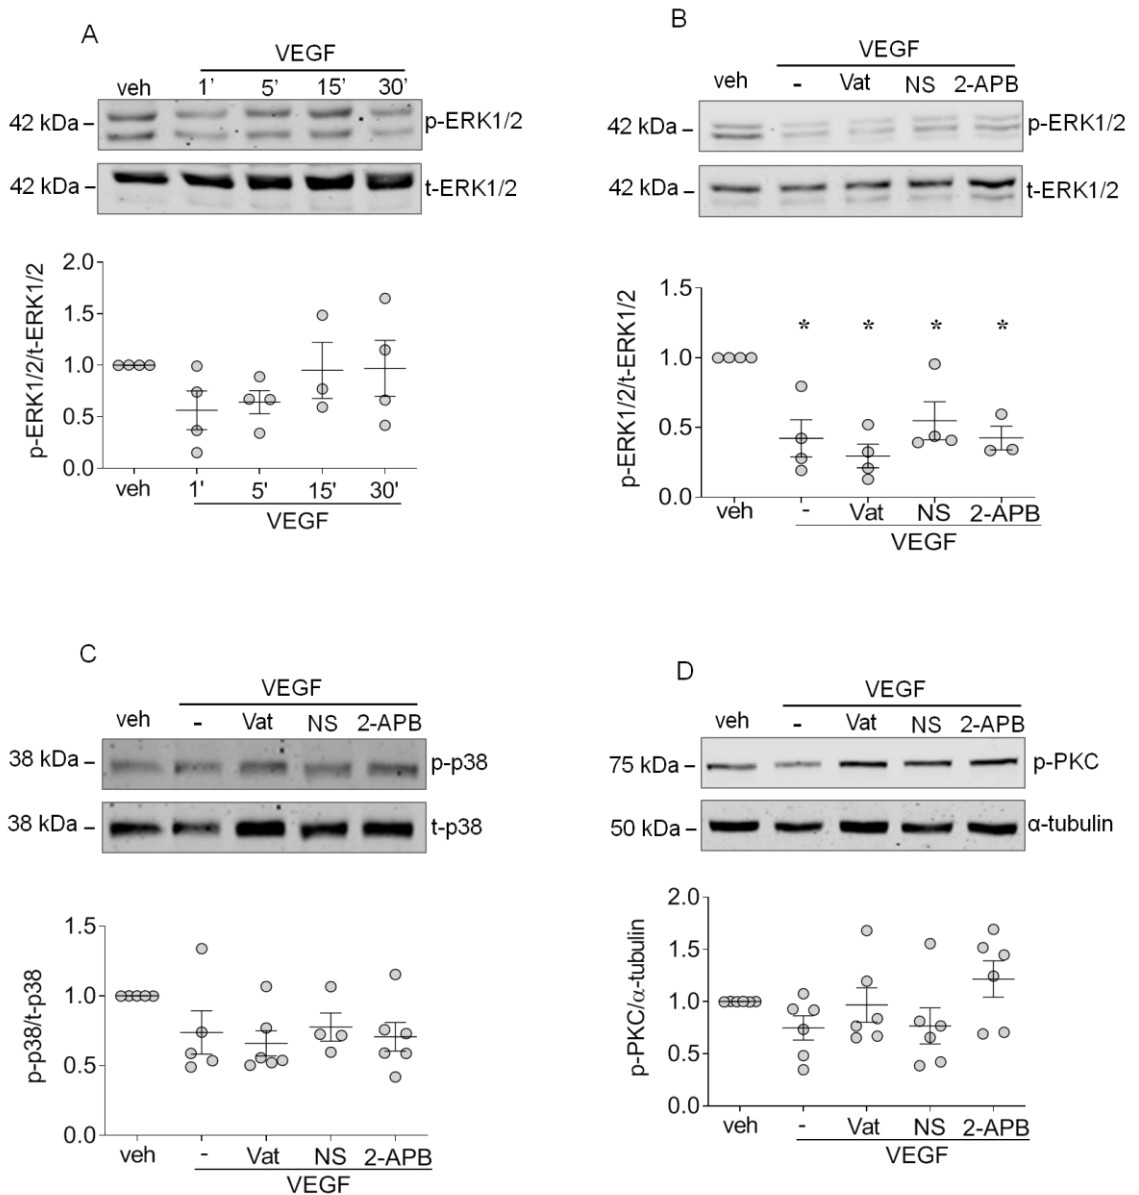 A
VEGF
veh 1' 5' 15' 30'
42 kDa p-ERK1/2
42 kDa t-ERK1/2
p-ERK1/2/t-ERK1/2
2.0
1.5
1.0
0.5
0.0
veh 1' 5' 15' 30'
VEGF
B
VEGF
veh - Vat NS 2-APB
42 kDa p-ERK1/2
42 kDa t-ERK1/2
p-ERK1/2/t-ERK1/2
1.5
* * * *
1.0
0.5
0.0
veh - Vat NS 2-APB
VEGF
C
VEGF
veh - Vat NS 2-APB
38 kDa p-p38
38 kDa t-p38
p-p38/t-p38
1.5
1.0
0.5
0.0
veh - Vat NS 2-APB
VEGF
D
VEGF
veh - Vat NS 2-APB
75 kDa p-PKC
50 kDa α-tubulin
p-PKC/α-tubulin
2.0
1.5
1.0
0.5
0.0
veh - Vat NS 2-APB
VEGF